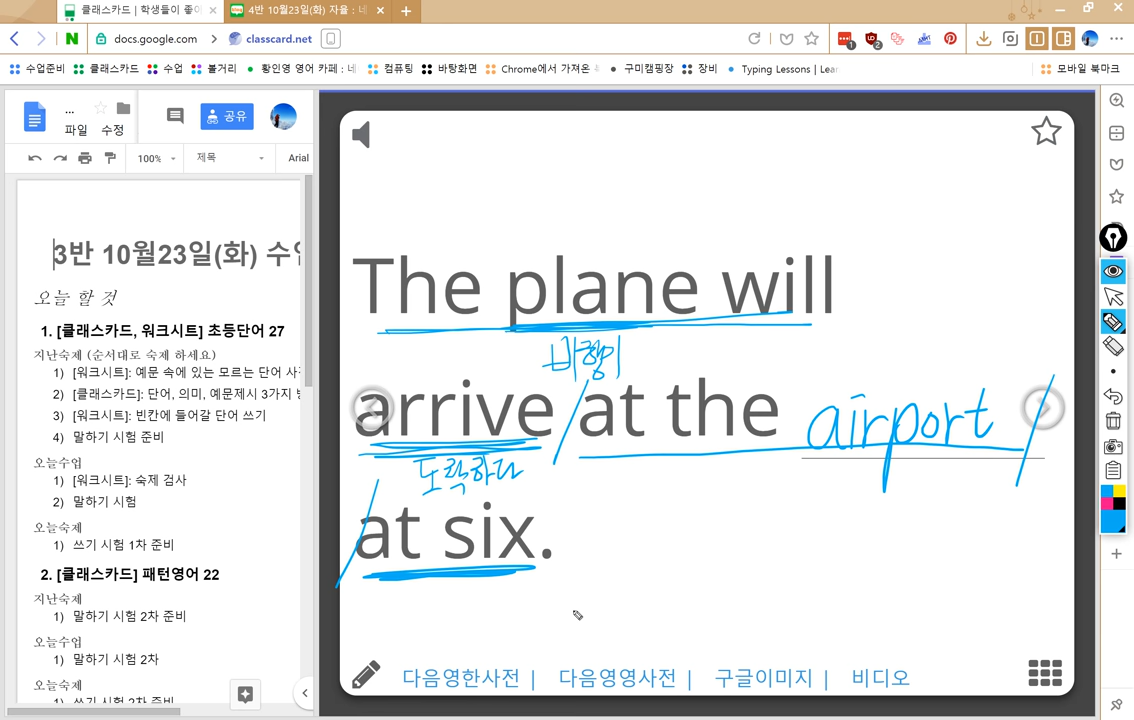 클래스카드 | 학생들이 좋아
4반 10월23일(화) 자율 : 네
docs.google.com > classcard.net
수업준비 클래스카드 수업 볼거리 황인영 영어 카페 : 네 컴퓨팅 바탕화면 Chrome에서 가져온 구미캠핑장 장비 Typing Lessons | Lear 모바일 북마크
...
공유
파일 수정
100% 제목 Arial
3반 10월23일(화) 수업
오늘 할 것
1. [클래스카드, 워크시트] 초등단어 27
지난숙제 (순서대로 숙제 하세요)
1) [워크시트]: 예문 속에 있는 모르는 단어 사
2) [클래스카드]: 단어, 의미, 예문제시 3가지
3) [워크시트]: 빈칸에 들어갈 단어 쓰기
4) 말하기 시험 준비
오늘수업
1) [워크시트]: 숙제 검사
2) 말하기 시험
오늘숙제
1) 쓰기 시험 1차 준비
2. [클래스카드] 패턴영어 22
지난숙제
1) 말하기 시험 2차 준비
오늘수업
1) 말하기 시험 2차
오늘숙제
1) 쓰기 시험 2차 준비
The plane will
arrive at the airport
도착하다
at six.
다음영한사전 | 다음영영사전 | 구글이미지 | 비디오